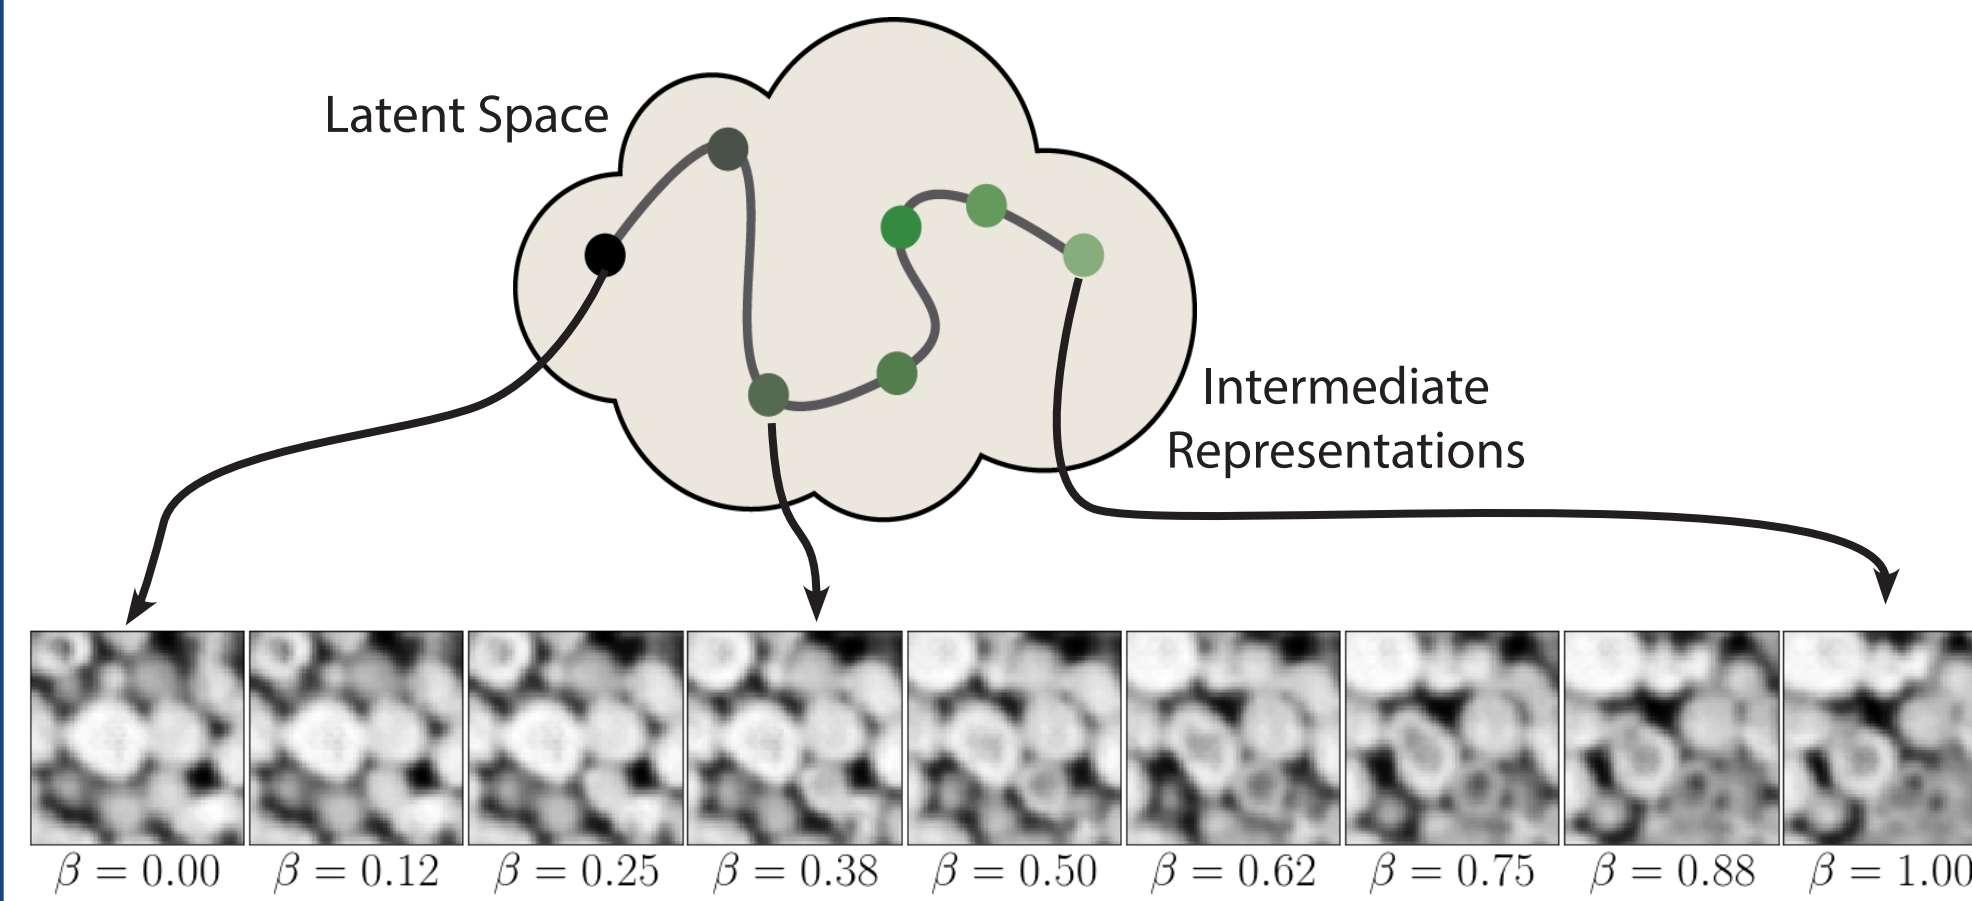 Latent Space
Intermediate
Representations
β = 0.00
β = 0.12
β = 0.25
β = 0.38
β = 0.50
β = 0.62
β = 0.75
β = 0.88
β = 1.00